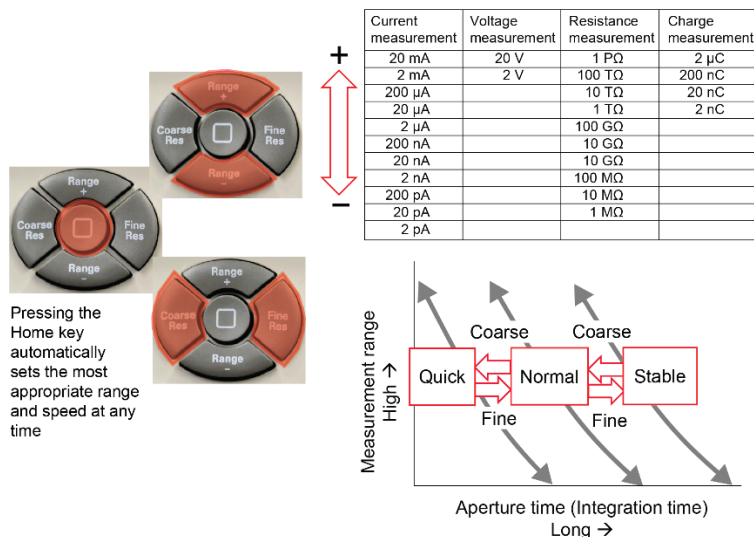 Range
+
Coarse
Res
Fine
Res
Range
−
Range
+
Coarse
Res
Fine
Res
Range
−
Range
+
Coarse
Res
Fine
Res
Range
−
Pressing the
Home key
automatically
sets the most
appropriate range
and speed at any
time
+
−
Current measurement | Voltage measurement | Resistance measurement | Charge measurement
20 mA | 20 V | 1 PΩ | 2 µC
2 mA | 2 V | 100 TΩ | 200 nC
200 µA | | 10 TΩ | 20 nC
20 µA | | 1 TΩ | 2 nC
2 µA | | 100 GΩ |
200 nA | | 10 GΩ |
20 nA | | 10 GΩ |
2 nA | | 100 MΩ |
200 pA | | 10 MΩ |
20 pA | | 1 MΩ |
2 pA | | |
Measurement range
High →
Coarse
Coarse
Quick
Normal
Stable
Fine
Fine
Aperture time (Integration time)
Long →